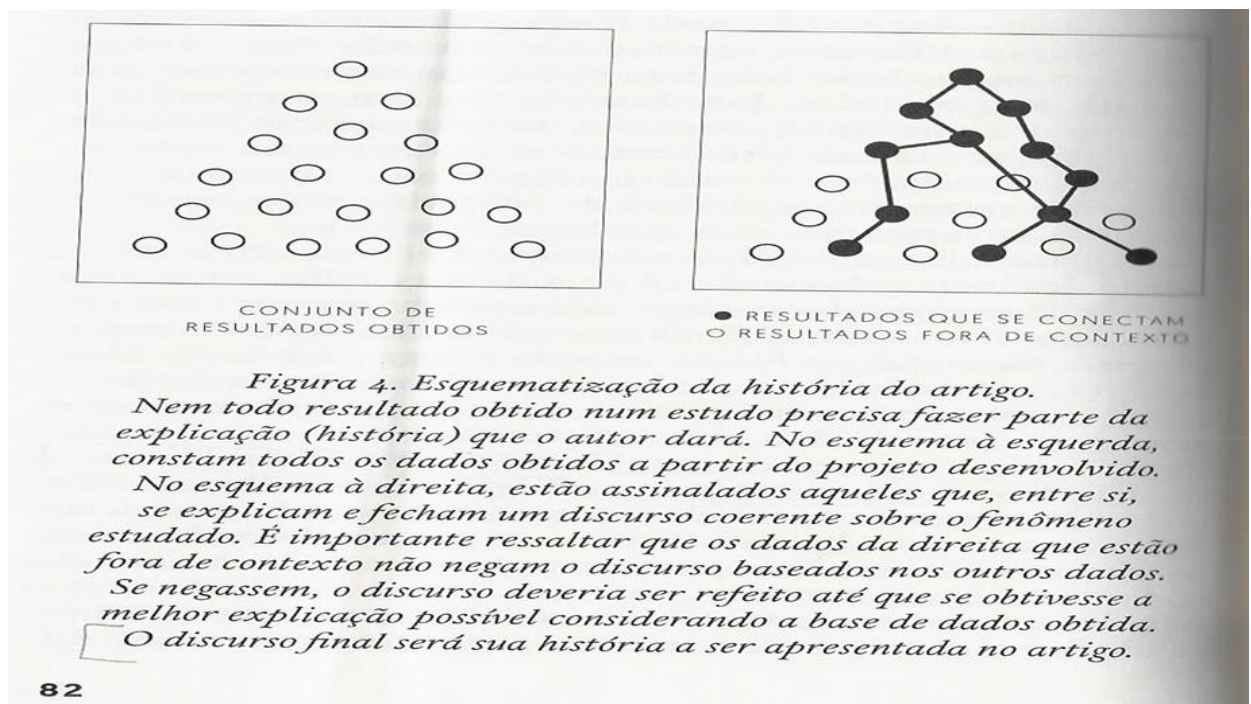 CONJUNTO DE
RESULTADOS OBTIDOS
● RESULTADOS QUE SE CONECTAM
O RESULTADOS FORA DE CONTEXTO
Figura 4. Esquematização da história do artigo.
Nem todo resultado obtido num estudo precisa fazer parte da
explicação (história) que o autor dará. No esquema à esquerda,
constam todos os dados obtidos a partir do projeto desenvolvido.
No esquema à direita, estão assinalados aqueles que, entre si,
se explicam e fecham um discurso coerente sobre o fenômeno
estudado. É importante ressaltar que os dados da direita que estão
fora de contexto não negam o discurso baseados nos outros dados.
Se negassem, o discurso deveria ser refeito até que se obtivesse a
melhor explicação possível considerando a base de dados obtida.
O discurso final será sua história a ser apresentada no artigo.
82